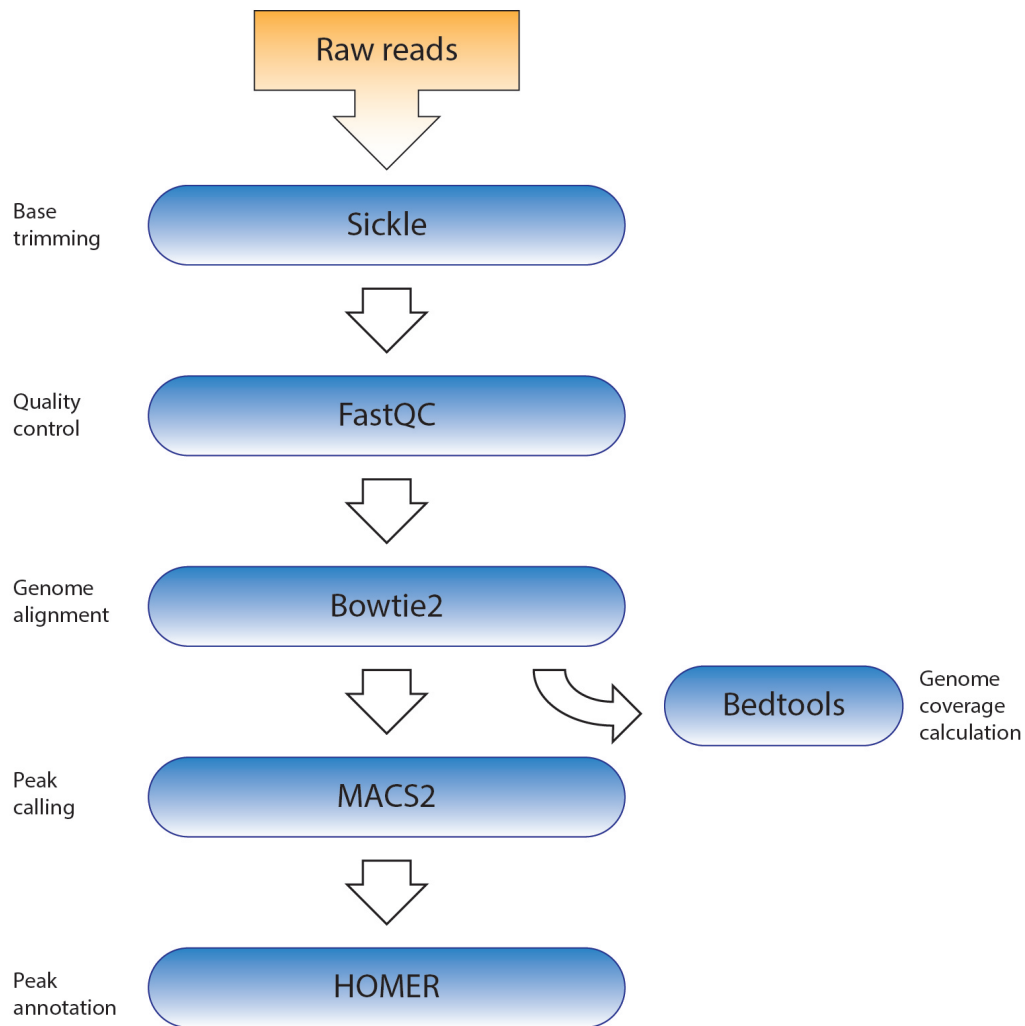 Raw reads
Base
trimming
Sickle
Quality
control
FastQC
Genome
alignment
Bowtie2
Bedtools
Genome
coverage
calculation
Peak
calling
MACS2
Peak
annotation
HOMER